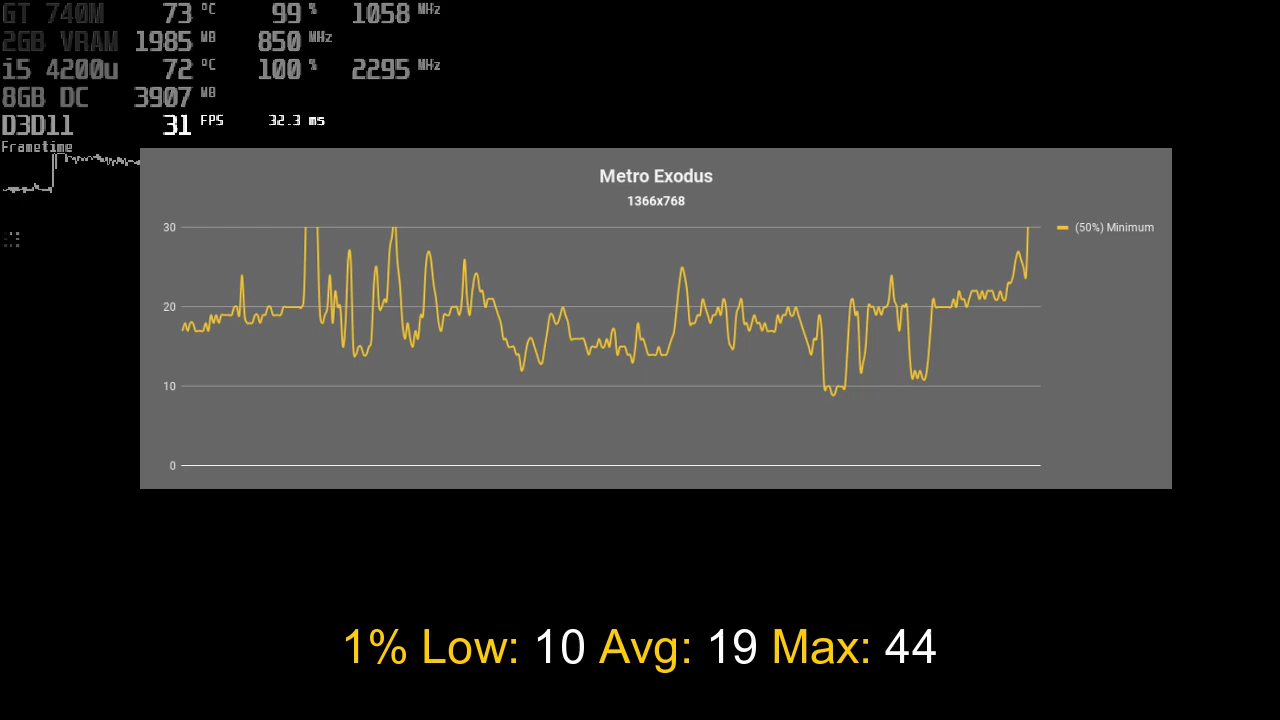 GT 740M 73 °C 99 % 1058 MHz
2GB VRAM 1985 MB 850 MHz
i5 4200u 72 °C 100 % 2295 MHz
8GB DC 3907 MB
D3D11 31 FPS 32.3 ms
Frametime
Metro Exodus
1366x768
30
(50%) Minimum
20
10
0
1% Low: 10 Avg: 19 Max: 44